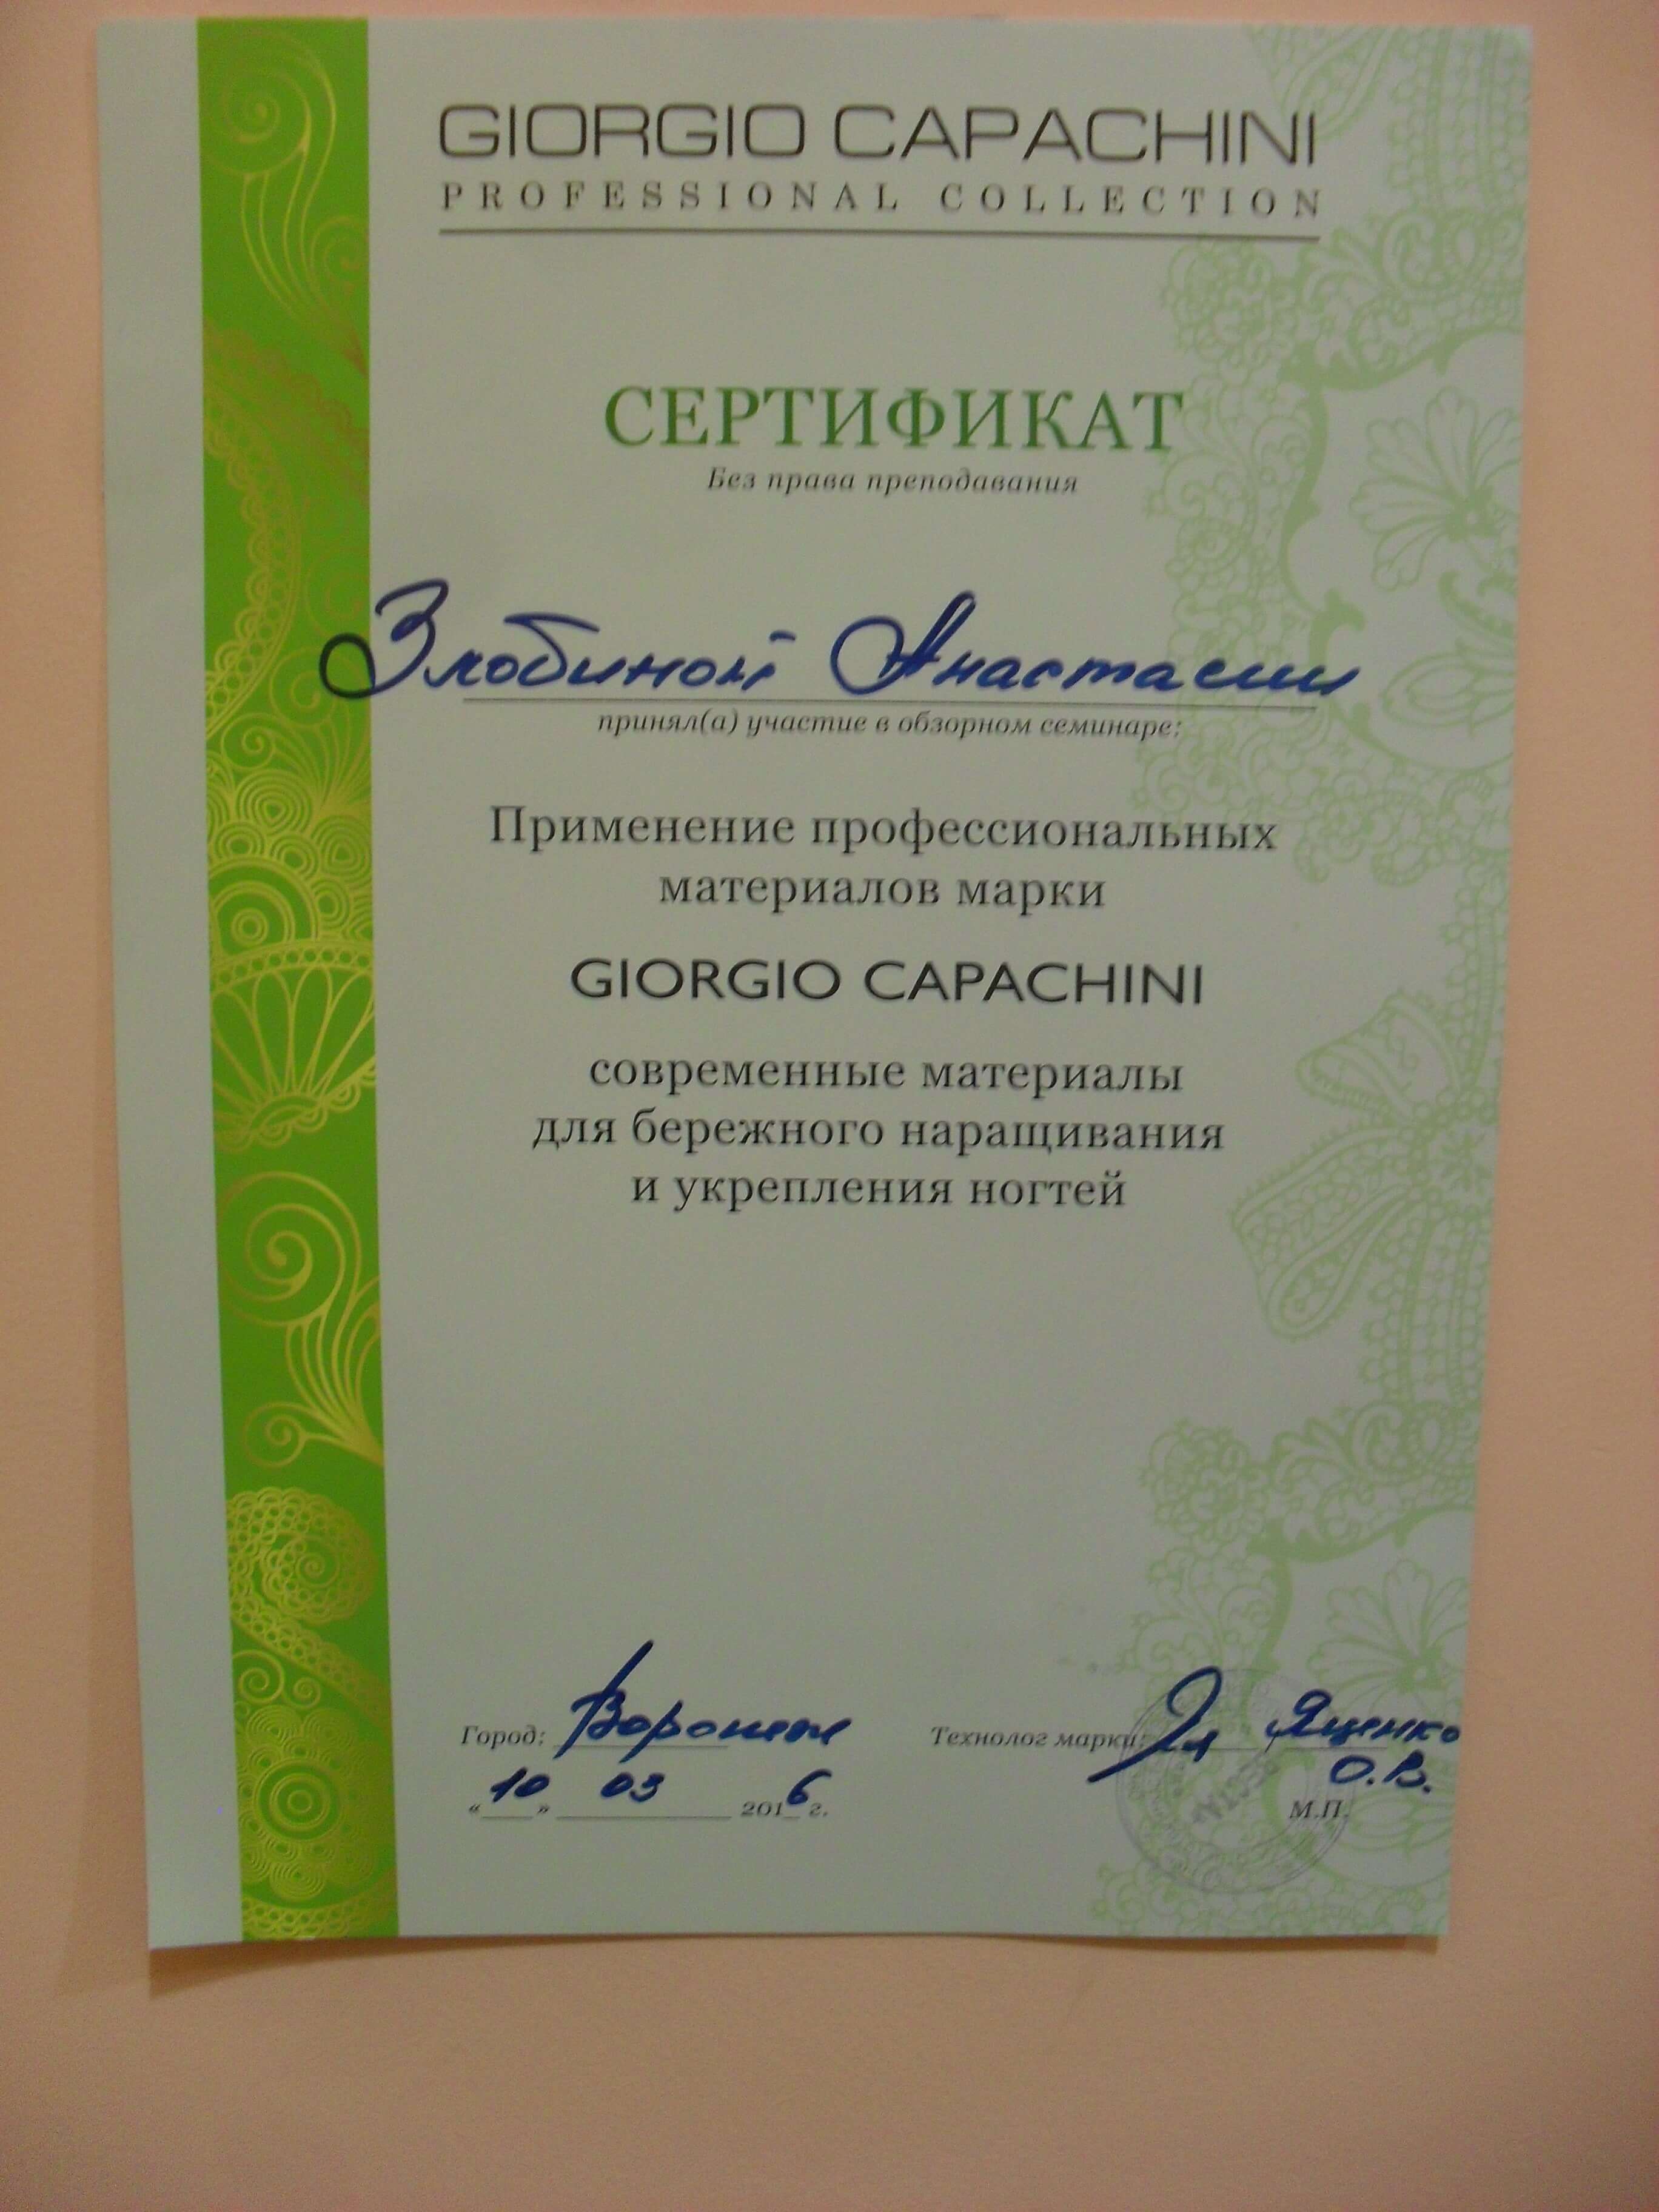 GIORGIO CAPACHINI
PROFESSIONAL COLLECTION
СЕРТИФИКАТ
Без права преподавания
Злобиной Анастасии
принял(а) участие в обзорном семинаре:
Применение профессиональных
материалов марки
GIORGIO CAPACHINI
современные материалы
для бережного наращивания
и укрепления ногтей
Город: Воронеж
Технолог марки: Ященко
О.В.
«10» 03 2016 г.
М.П.